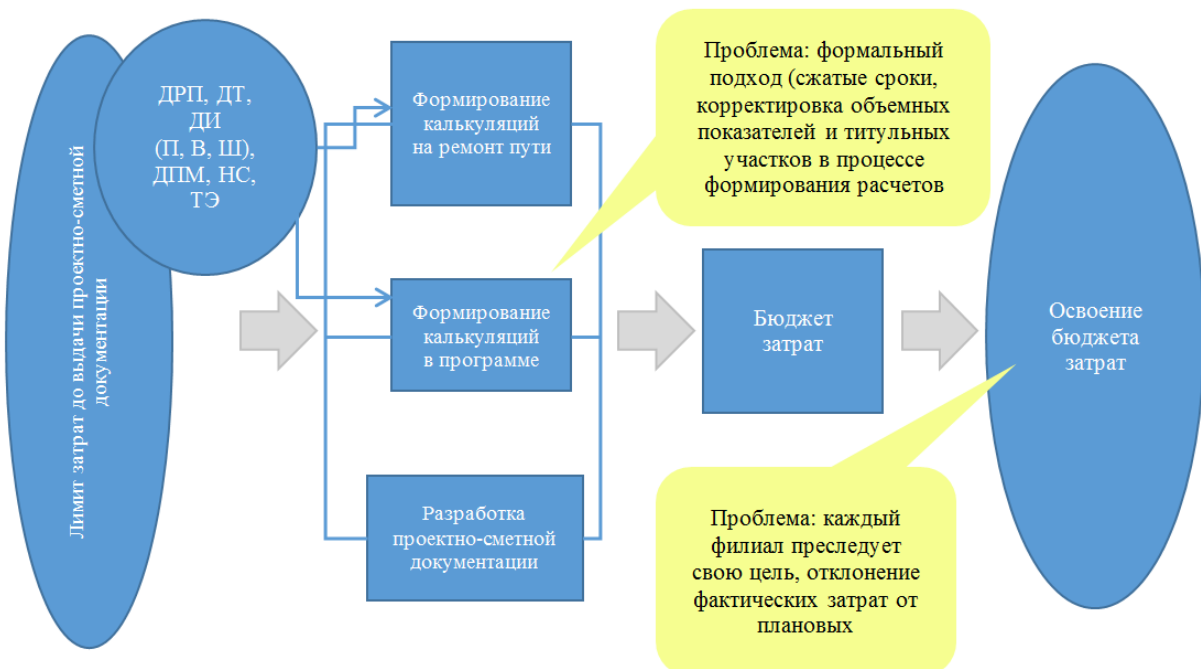 Лимит затрат до выдачи проектно-сметной
документации
ДРП, ДТ,
ДИ
(П, В, Ш),
ДПМ, НС,
ТЭ
Формирование
калькуляций
на ремонт пути
Формирование
калькуляций
в программе
Разработка
проектно-сметной
документации
Проблема: формальный
подход (сжатые сроки,
корректировка объемных
показателей и титульных
участков в процессе
формирования расчетов
Бюджет
затрат
Проблема: каждый
филиал преследует
свою цель, отклонение
фактических затрат от
плановых
Освоение
бюджета
затрат